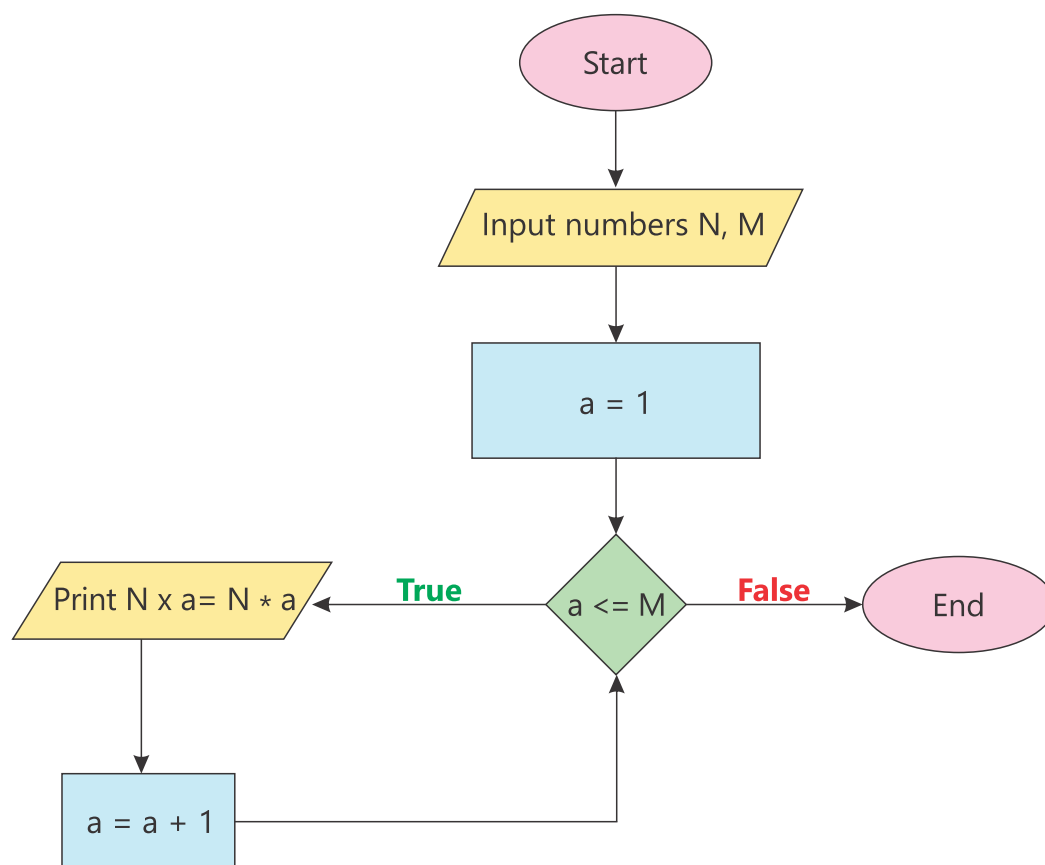 Start
Input numbers N, M
a = 1
a <= M
True
False
Print N x a= N * a
End
a = a + 1